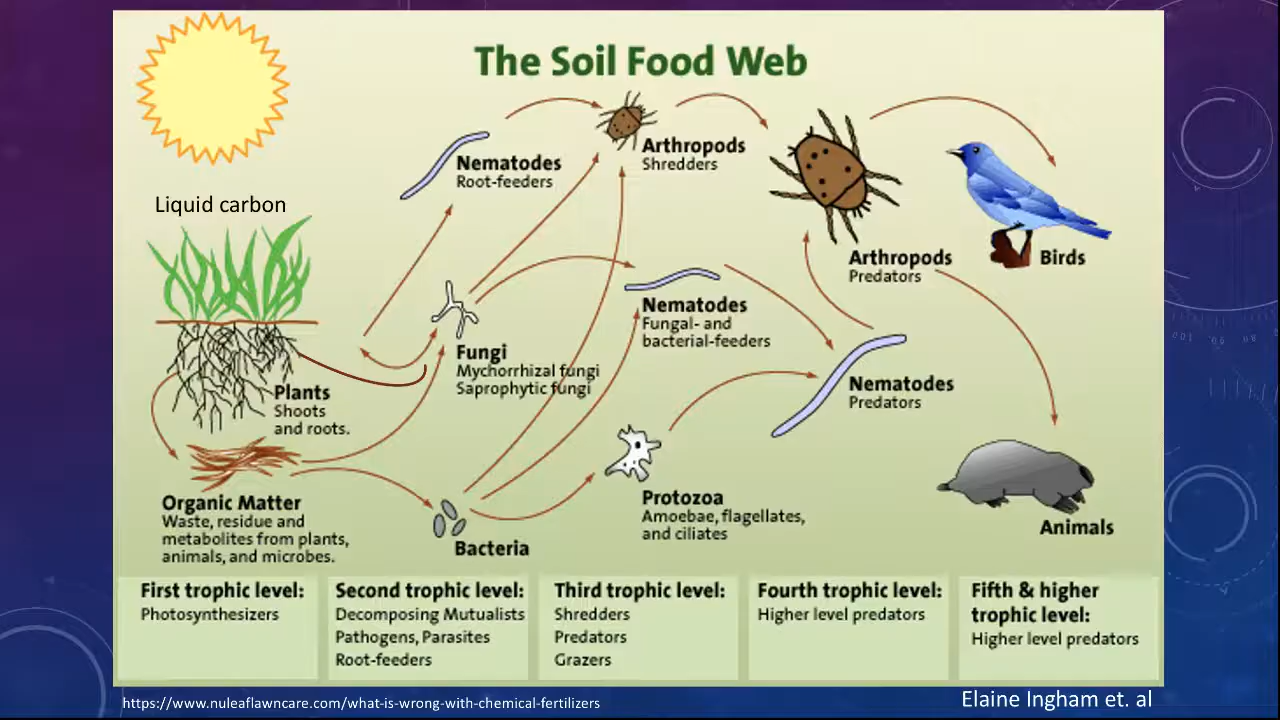 The Soil Food Web
Liquid carbon
Nematodes
Root-feeders
Arthropods
Shredders
Arthropods
Predators
Birds
Fungi
Mychorrhizal fungi
Saprophytic fungi
Nematodes
Fungal- and
bacterial-feeders
Nematodes
Predators
Plants
Shoots
and roots.
Organic Matter
Waste, residue and
metabolites from plants,
animals, and microbes.
Bacteria
Protozoa
Amoebae, flagellates,
and ciliates
Animals
First trophic level:
Photosynthesizers
Second trophic level:
Decomposing Mutualists
Pathogens, Parasites
Root-feeders
Third trophic level:
Shredders
Predators
Grazers
Fourth trophic level:
Higher level predators
Fifth & higher
trophic level:
Higher level predators
https://www.nuleaflawncare.com/what-is-wrong-with-chemical-fertilizers
Elaine Ingham et. al